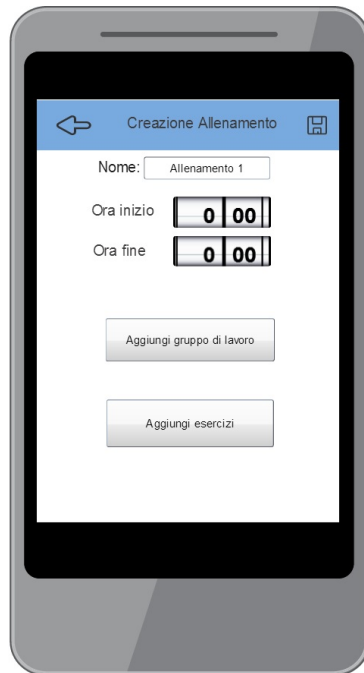 Creazione Allenamento
Nome: Allenamento 1
Ora inizio 0 00
Ora fine 0 00
Aggiungi gruppo di lavoro
Aggiungi esercizi